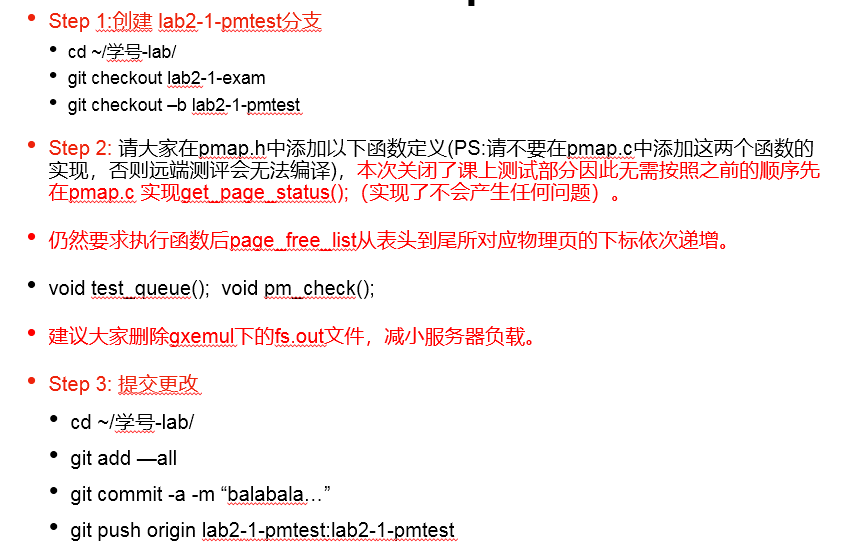 Step 1:创建 lab2-1-pmtest分支
cd ~/学号-lab/
git checkout lab2-1-exam
git checkout –b lab2-1-pmtest
Step 2: 请大家在pmap.h中添加以下函数定义(PS:请不要在pmap.c中添加这两个函数的
实现，否则远端测评会无法编译)，本次关闭了课上测试部分因此无需按照之前的顺序先
在pmap.c 实现get_page_status();（实现了不会产生任何问题）。
仍然要求执行函数后page_free_list从表头到尾所对应物理页的下标依次递增。
void test_queue(); void pm_check();
建议大家删除gxemul下的fs.out文件，减小服务器负载。
Step 3: 提交更改
cd ~/学号-lab/
git add —all
git commit -a -m “balabala…”
git push origin lab2-1-pmtest:lab2-1-pmtest